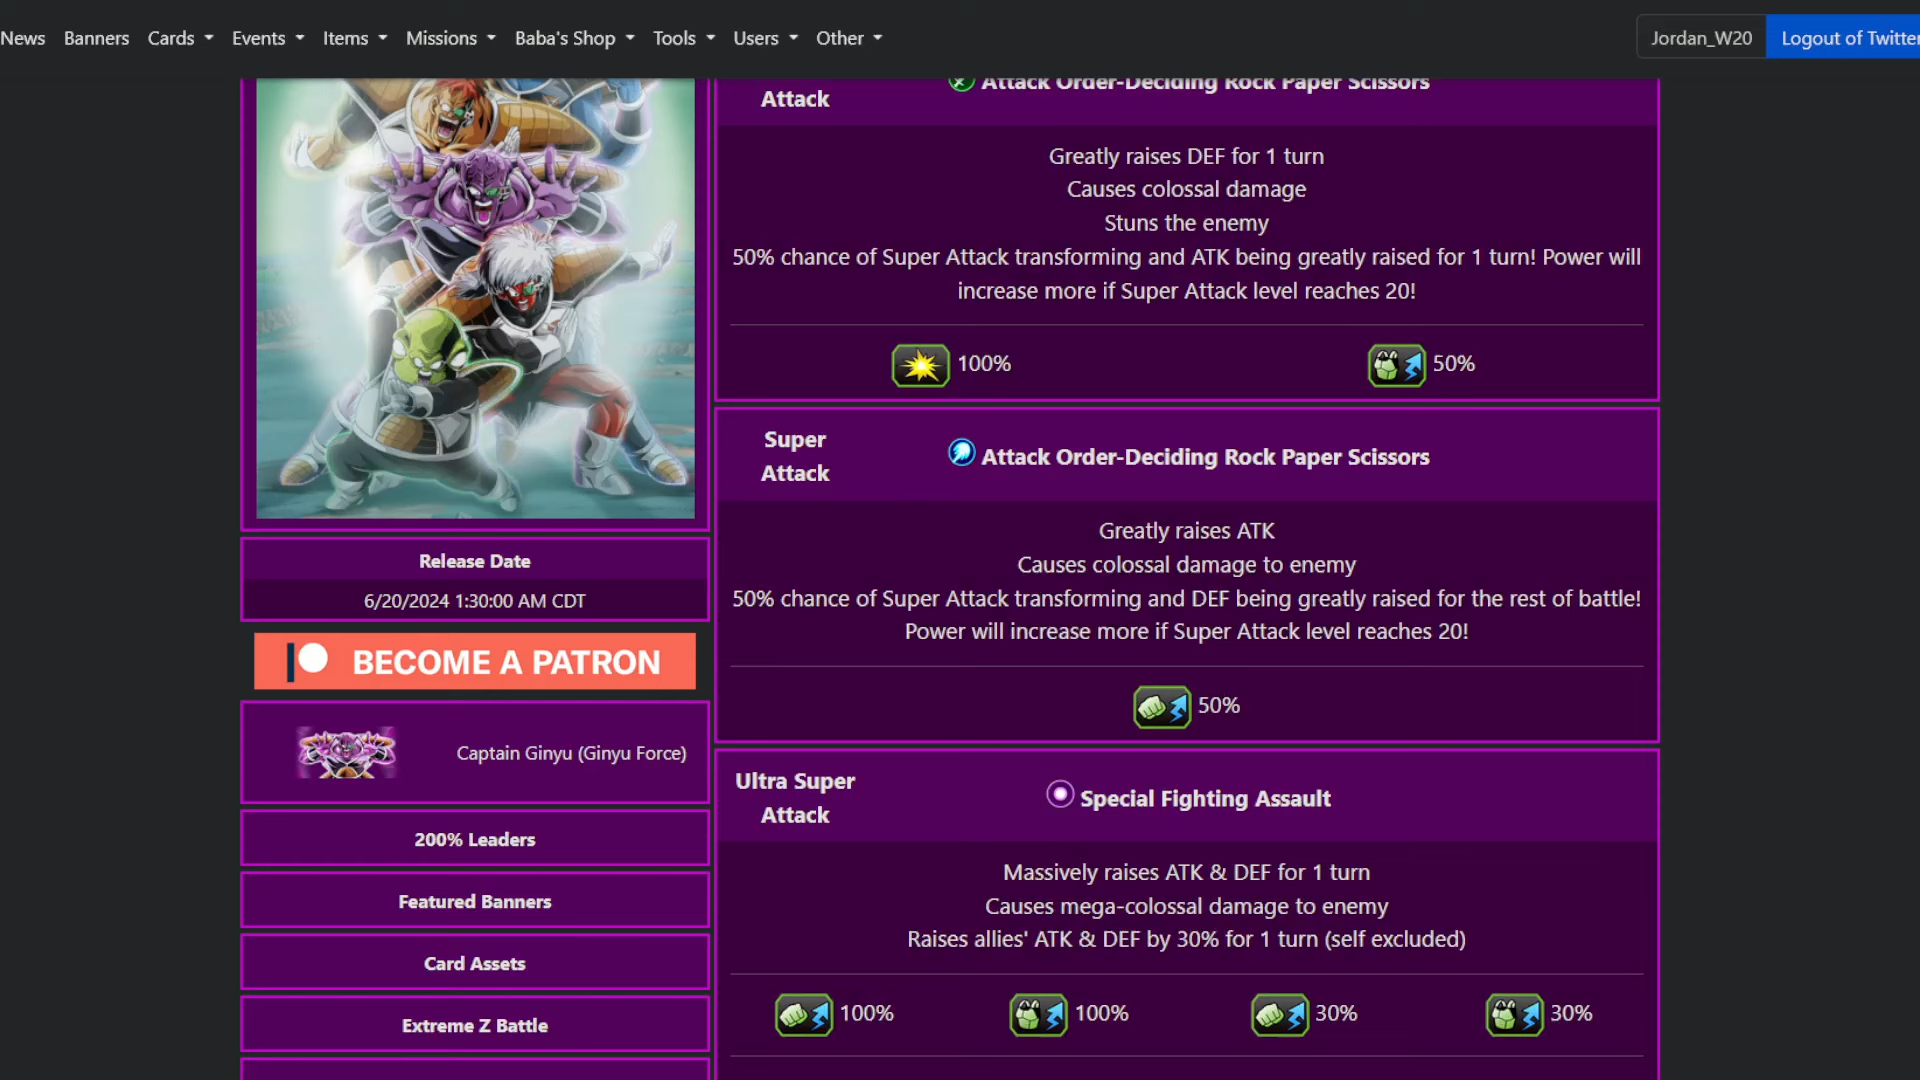 News Banners Cards Events Items Missions Baba's Shop Tools Users Other Jordan_W20 Logout of Twitter
Attack
Attack Order-Deciding Rock Paper Scissors
Greatly raises DEF for 1 turn
Causes colossal damage
Stuns the enemy
50% chance of Super Attack transforming and ATK being greatly raised for 1 turn! Power will
increase more if Super Attack level reaches 20!
100% 50%
Super
Attack
Attack Order-Deciding Rock Paper Scissors
Greatly raises ATK
Causes colossal damage to enemy
50% chance of Super Attack transforming and DEF being greatly raised for the rest of battle!
Power will increase more if Super Attack level reaches 20!
50%
Ultra Super
Attack
Special Fighting Assault
Massively raises ATK & DEF for 1 turn
Causes mega-colossal damage to enemy
Raises allies' ATK & DEF by 30% for 1 turn (self excluded)
100% 100% 30% 30%
Release Date
6/20/2024 1:30:00 AM CDT
BECOME A PATRON
Captain Ginyu (Ginyu Force)
200% Leaders
Featured Banners
Card Assets
Extreme Z Battle